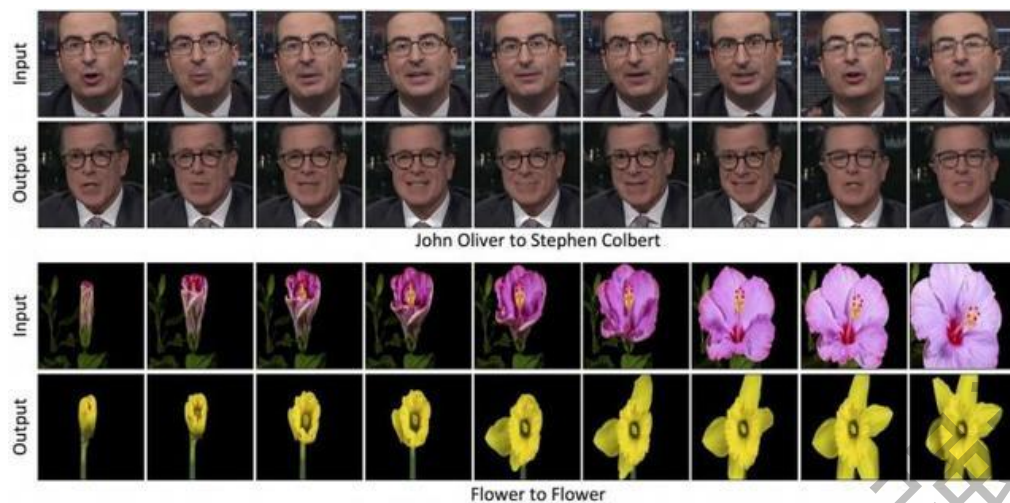 Input
Output
John Oliver to Stephen Colbert
Input
Output
Flower to Flower